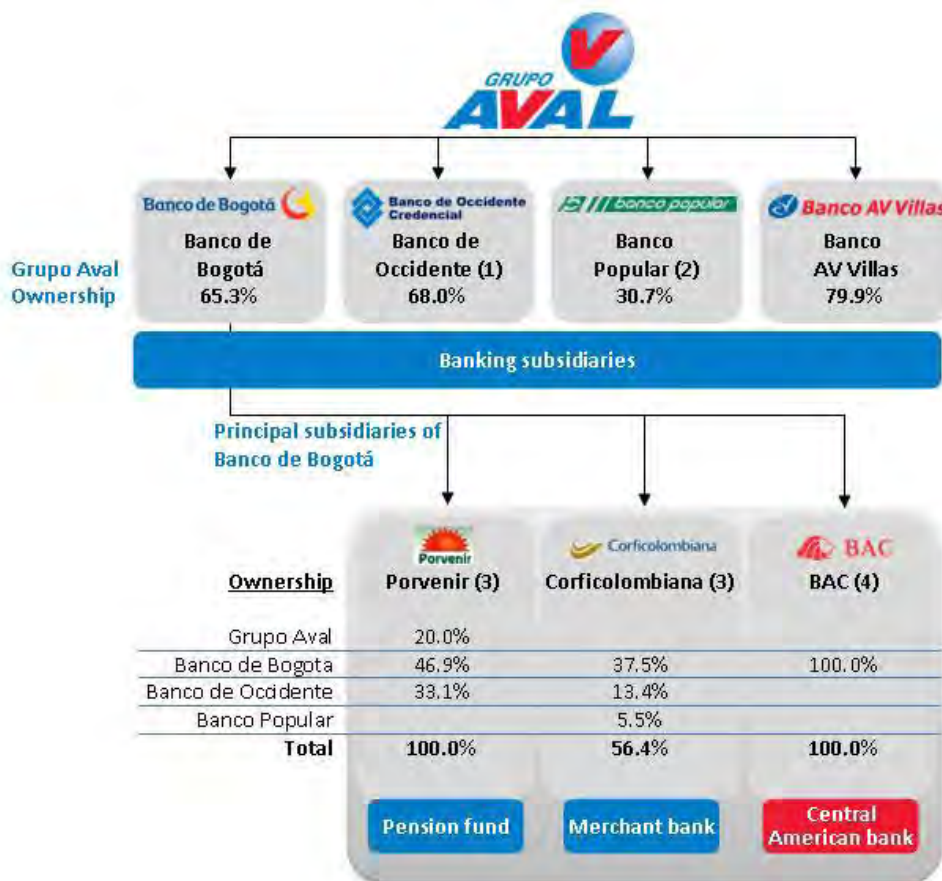 GRUPO
AVAL
Banco de Bogotá
Banco de Occidente
Credencial
banco popular
Banco AV Villas
Grupo Aval
Ownership
Banco de
Bogotá
65.3%
Banco de
Occidente (1)
68.0%
Banco
Popular (2)
30.7%
Banco
AV Villas
79.9%
Banking subsidiaries
Principal subsidiaries of
Banco de Bogotá
Porvenir
Corficolombiana
BAC
Ownership Porvenir (3) Corficolombiana (3) BAC (4)
Grupo Aval 20.0%
Banco de Bogota 46.9% 37.5% 100.0%
Banco de Occidente 33.1% 13.4%
Banco Popular 5.5%
Total 100.0% 56.4% 100.0%
Pension fund
Merchant bank
Central
American bank